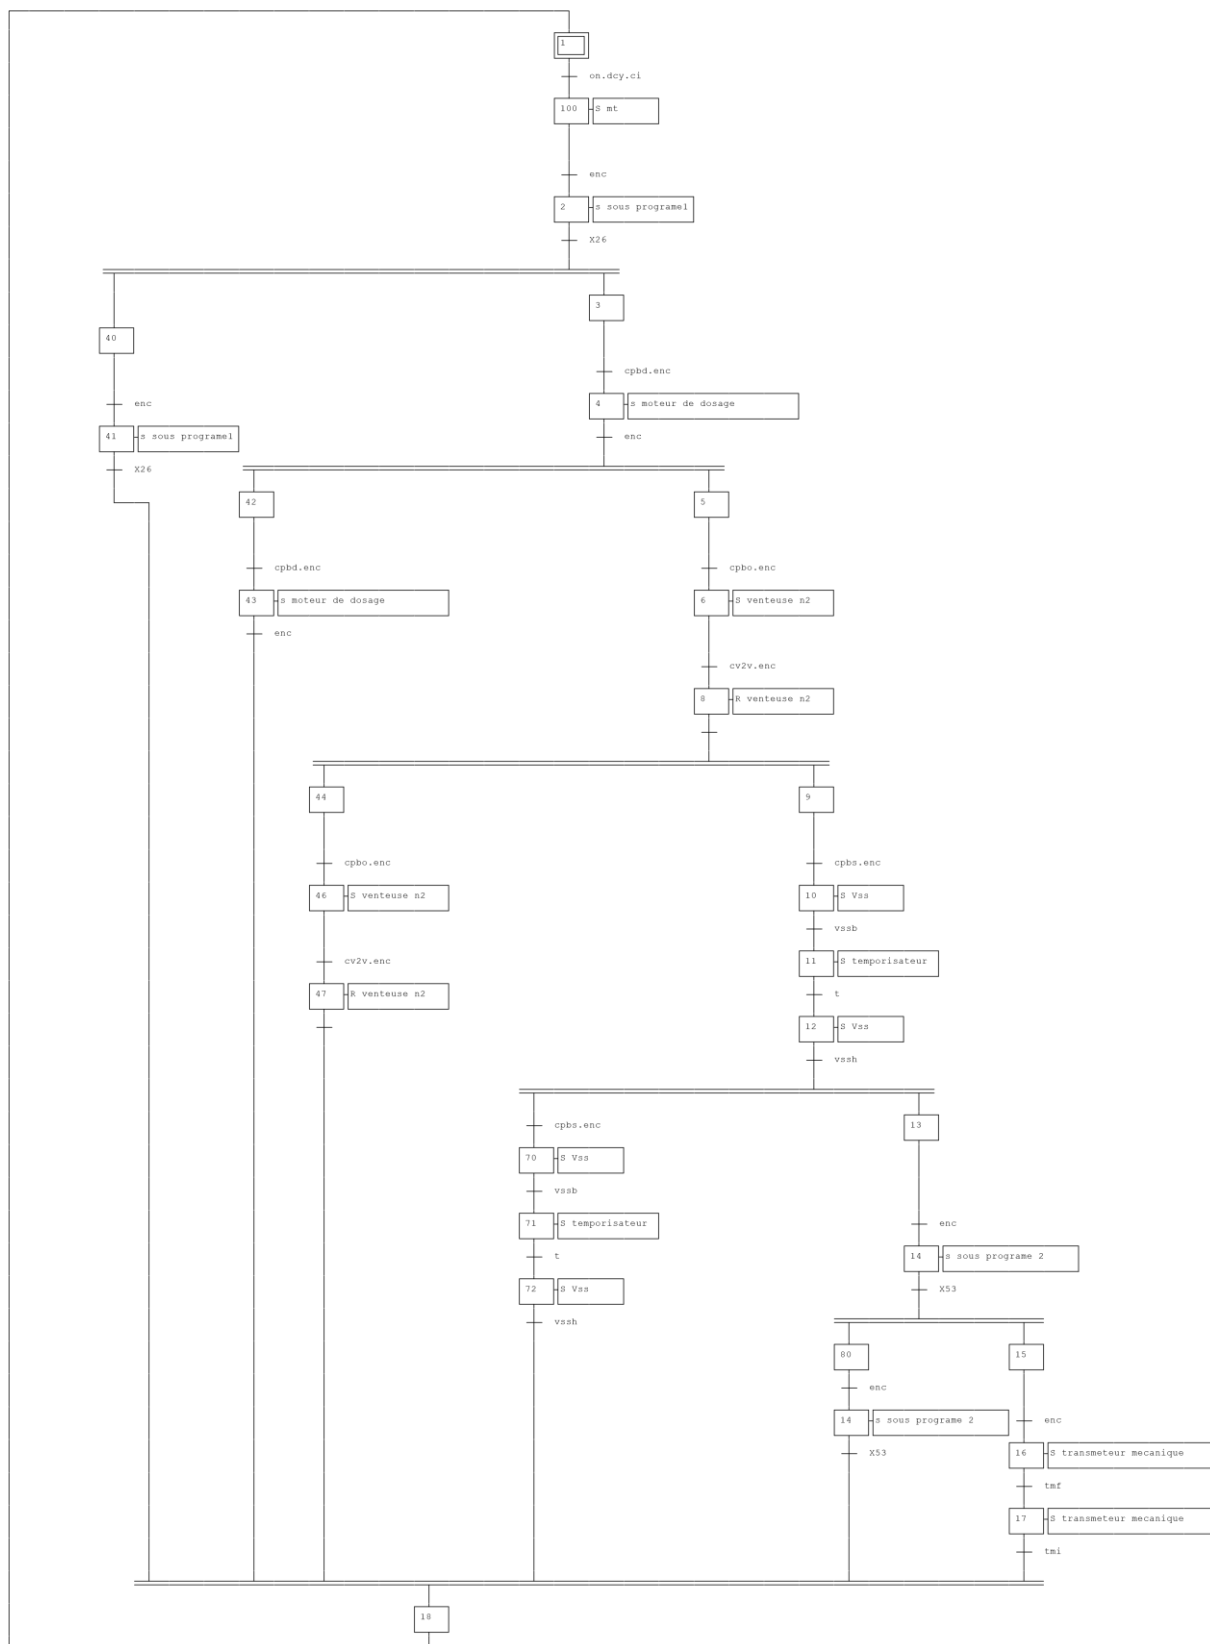 1
on.dcy.ci
100 S mt
enc
2 s sous programe1
X26
3
40
cpbd.enc
4 s moteur de dosage
enc
41 s sous programe1
enc
X26
42 5
cpbd.enc cpbo.enc
43 s moteur de dosage 6 S venteuse n2
enc
cv2v.enc
8 R venteuse n2
44 9
cpbo.enc cpbs.enc
46 S venteuse n2 10 S Vss
vssb
cv2v.enc 11 S temporisateur
47 R venteuse n2 t
12 S Vss
vssh
cpbs.enc 13
70 S Vss
vssb
71 S temporisateur enc
t 14 s sous programe 2
72 S Vss X53
vssh
80 15
enc
14 s sous programe 2 enc
X53 16 S transmeteur mecanique
tmf
17 S transmeteur mecanique
tmi
18